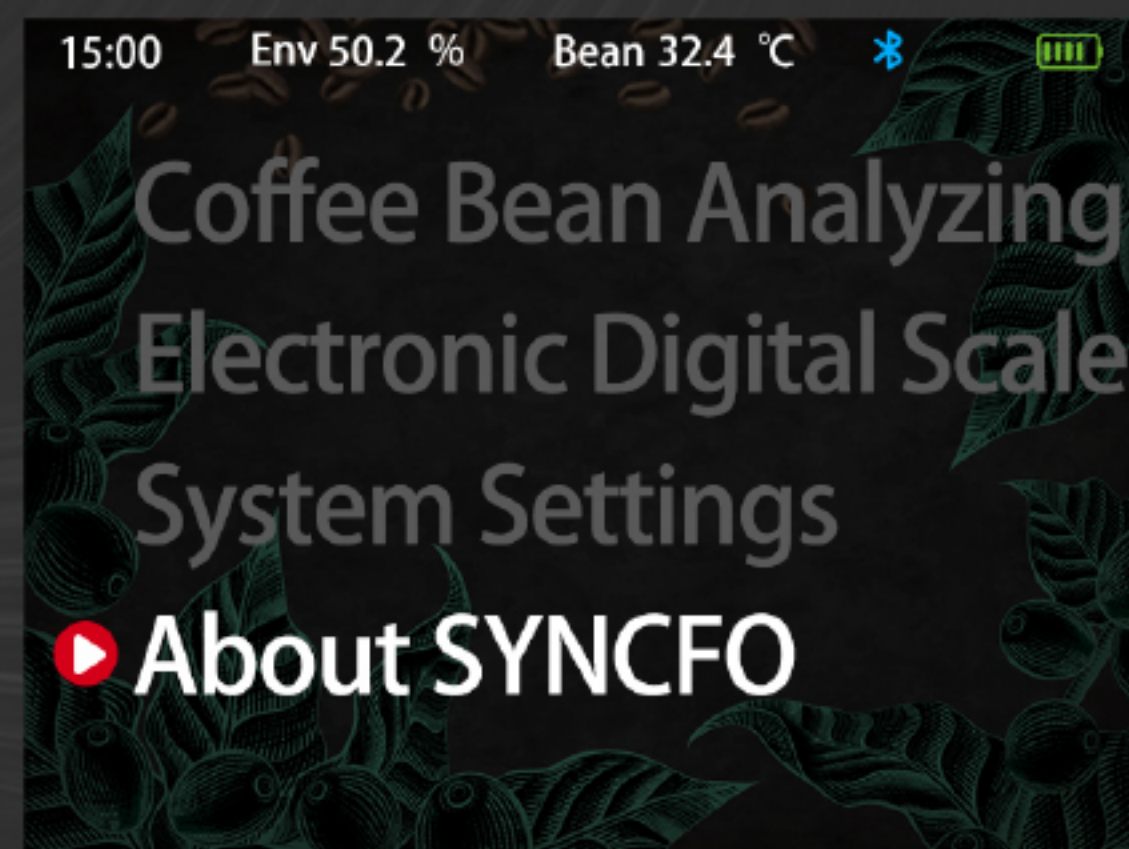 15:00 Env 50.2 % Bean 32.4 ℃
Coffee Bean Analyzing
Electronic Digital Scale
System Settings
About SYNCFO